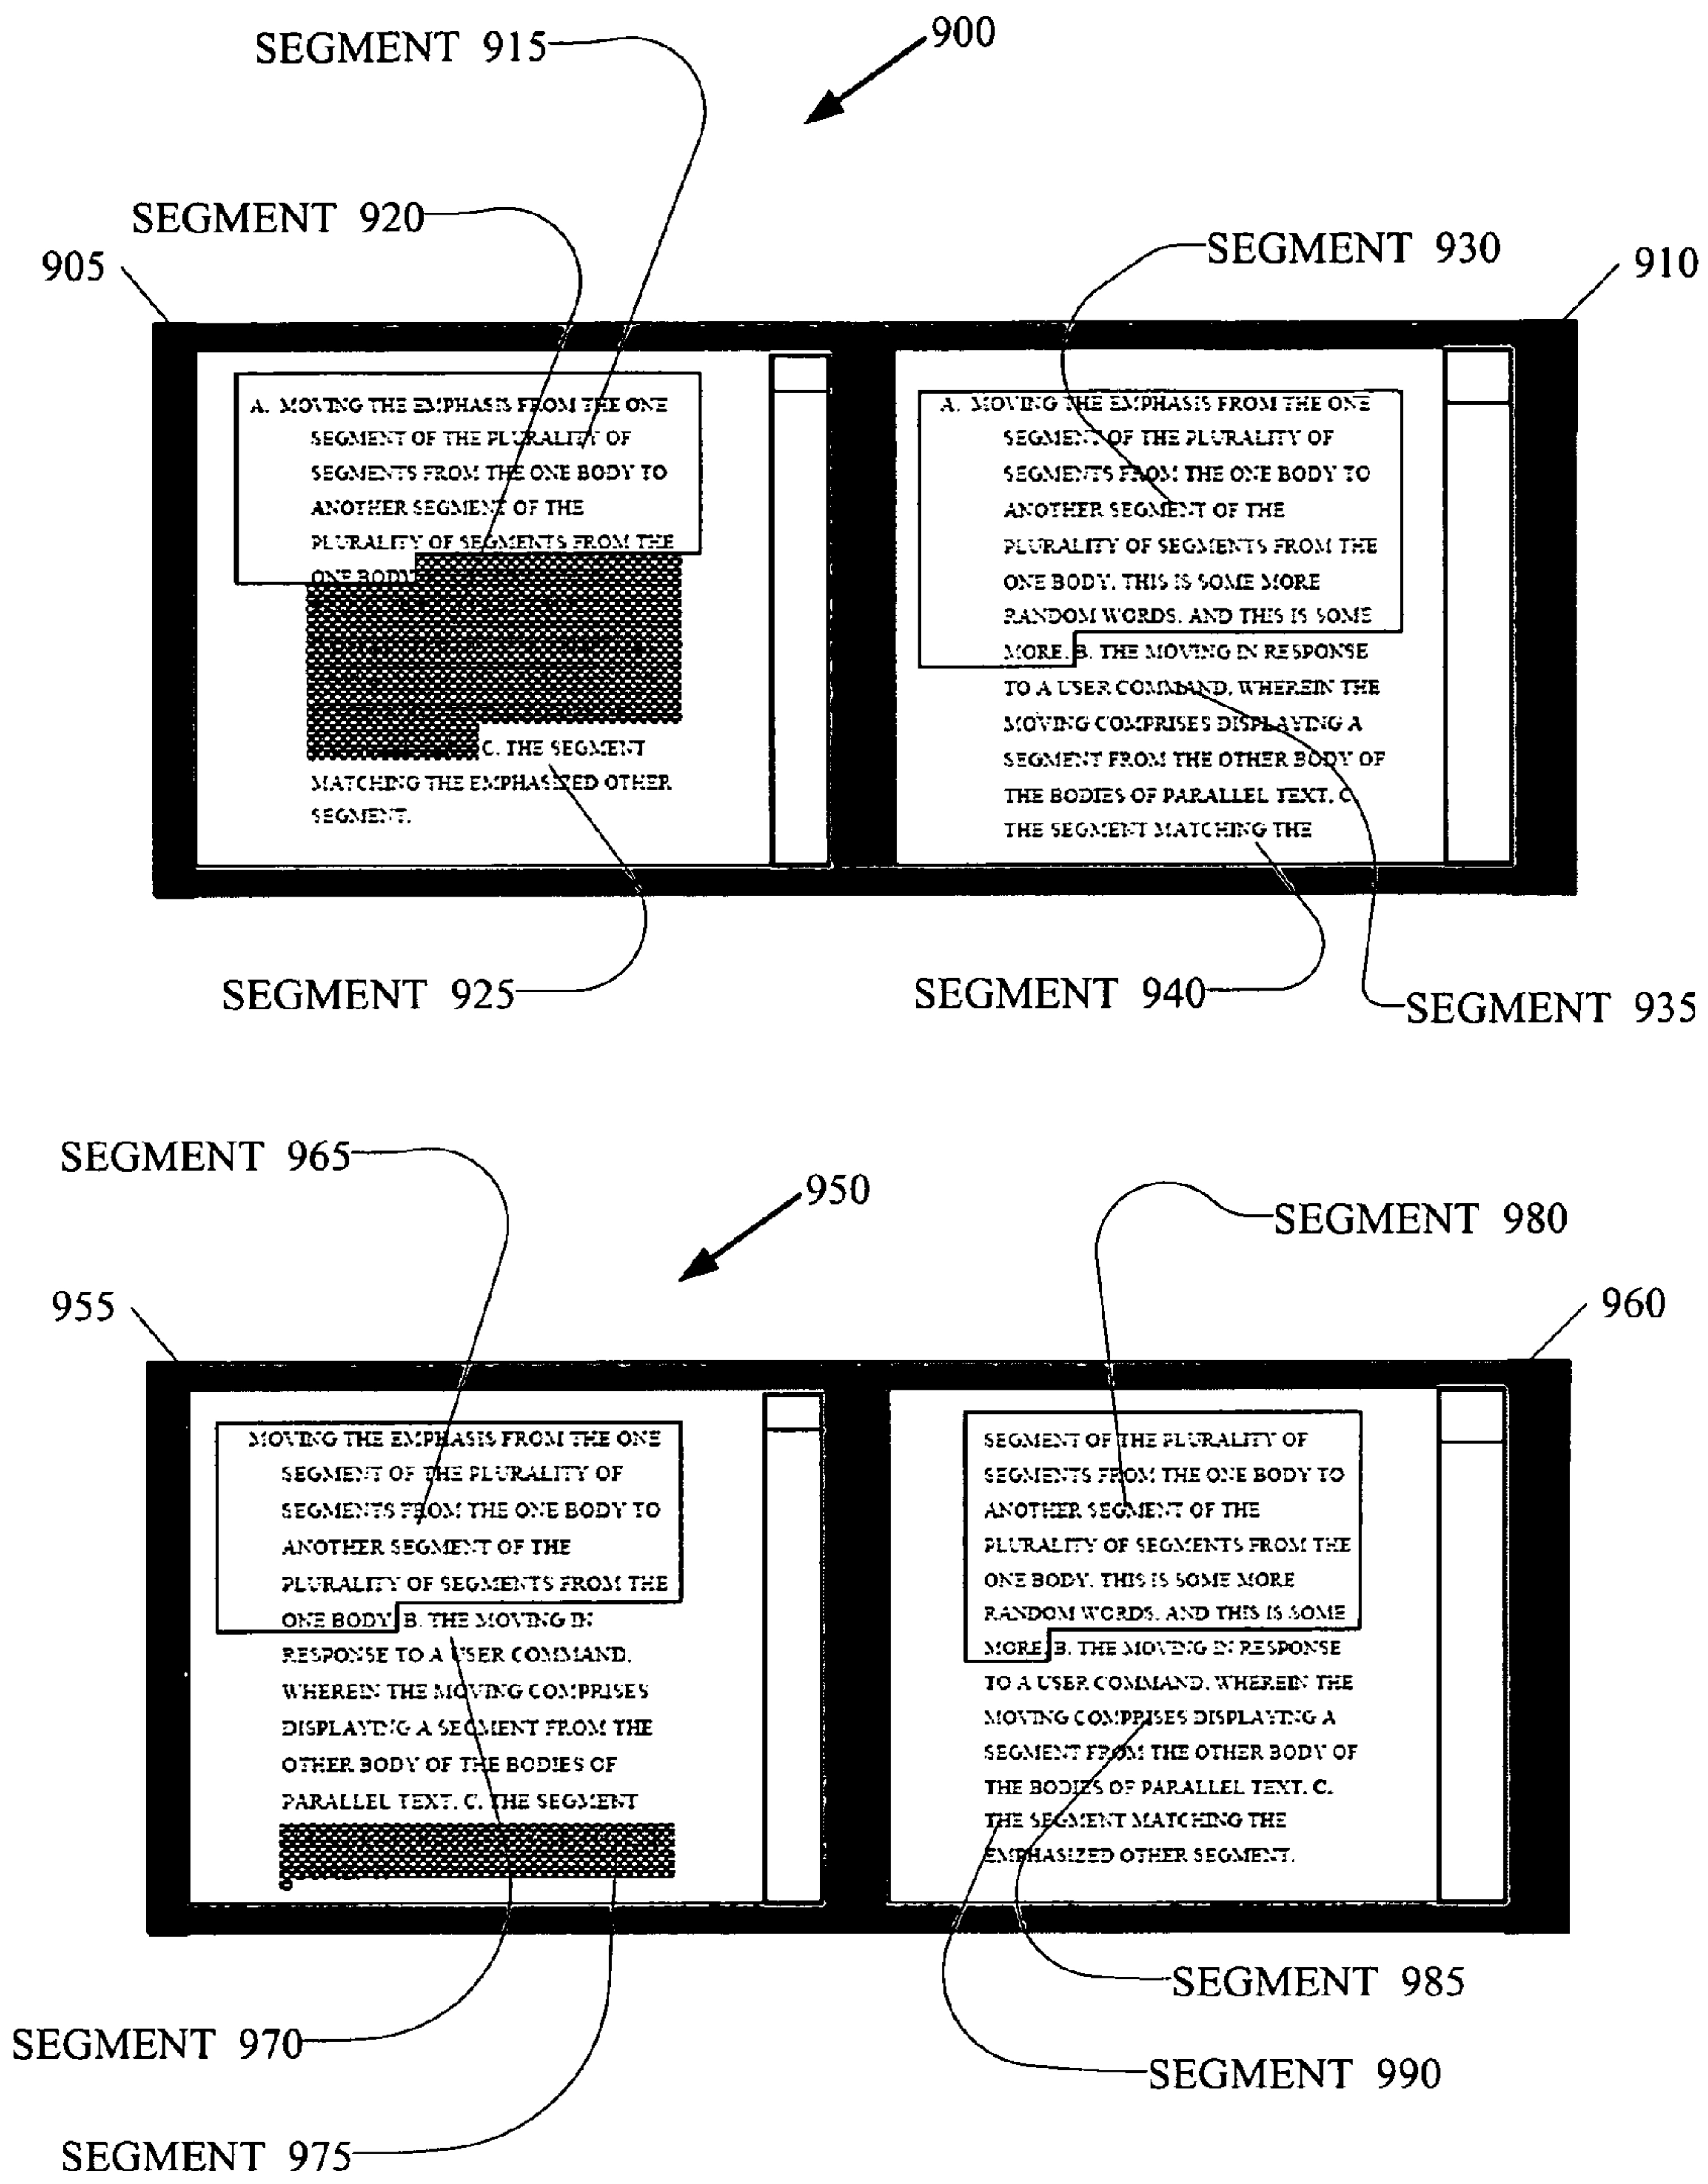 SEGMENT 915
900
SEGMENT 920
SEGMENT 930
905
910
A. MOVING THE EMPHASIS FROM THE ONE
SEGMENT OF THE PLURALITY OF
SEGMENTS FROM THE ONE BODY TO
ANOTHER SEGMENT OF THE
PLURALITY OF SEGMENTS FROM THE
ONE BODY
C. THE SEGMENT
MATCHING THE EMPHASIZED OTHER
SEGMENT.
A. MOVING THE EMPHASIS FROM THE ONE
SEGMENT OF THE PLURALITY OF
SEGMENTS FROM THE ONE BODY TO
ANOTHER SEGMENT OF THE
PLURALITY OF SEGMENTS FROM THE
ONE BODY. THIS IS SOME MORE
RANDOM WORDS. AND THIS IS SOME
MORE. B. THE MOVING IN RESPONSE
TO A USER COMMAND, WHEREIN THE
MOVING COMPRISES DISPLAYING A
SEGMENT FROM THE OTHER BODY OF
THE BODIES OF PARALLEL TEXT. C.
THE SEGMENT MATCHING THE
SEGMENT 925
SEGMENT 940
SEGMENT 935
SEGMENT 965
950
SEGMENT 980
955
960
MOVING THE EMPHASIS FROM THE ONE
SEGMENT OF THE PLURALITY OF
SEGMENTS FROM THE ONE BODY TO
ANOTHER SEGMENT OF THE
PLURALITY OF SEGMENTS FROM THE
ONE BODY B. THE MOVING IN
RESPONSE TO A USER COMMAND,
WHEREIN THE MOVING COMPRISES
DISPLAYING A SEGMENT FROM THE
OTHER BODY OF THE BODIES OF
PARALLEL TEXT. C. THE SEGMENT
SEGMENT OF THE PLURALITY OF
SEGMENTS FROM THE ONE BODY TO
ANOTHER SEGMENT OF THE
PLURALITY OF SEGMENTS FROM THE
ONE BODY. THIS IS SOME MORE
RANDOM WORDS. AND THIS IS SOME
MORE. B. THE MOVING IN RESPONSE
TO A USER COMMAND, WHEREIN THE
MOVING COMPRISES DISPLAYING A
SEGMENT FROM THE OTHER BODY OF
THE BODIES OF PARALLEL TEXT. C.
THE SEGMENT MATCHING THE
EMPHASIZED OTHER SEGMENT.
SEGMENT 985
SEGMENT 970
SEGMENT 990
SEGMENT 975